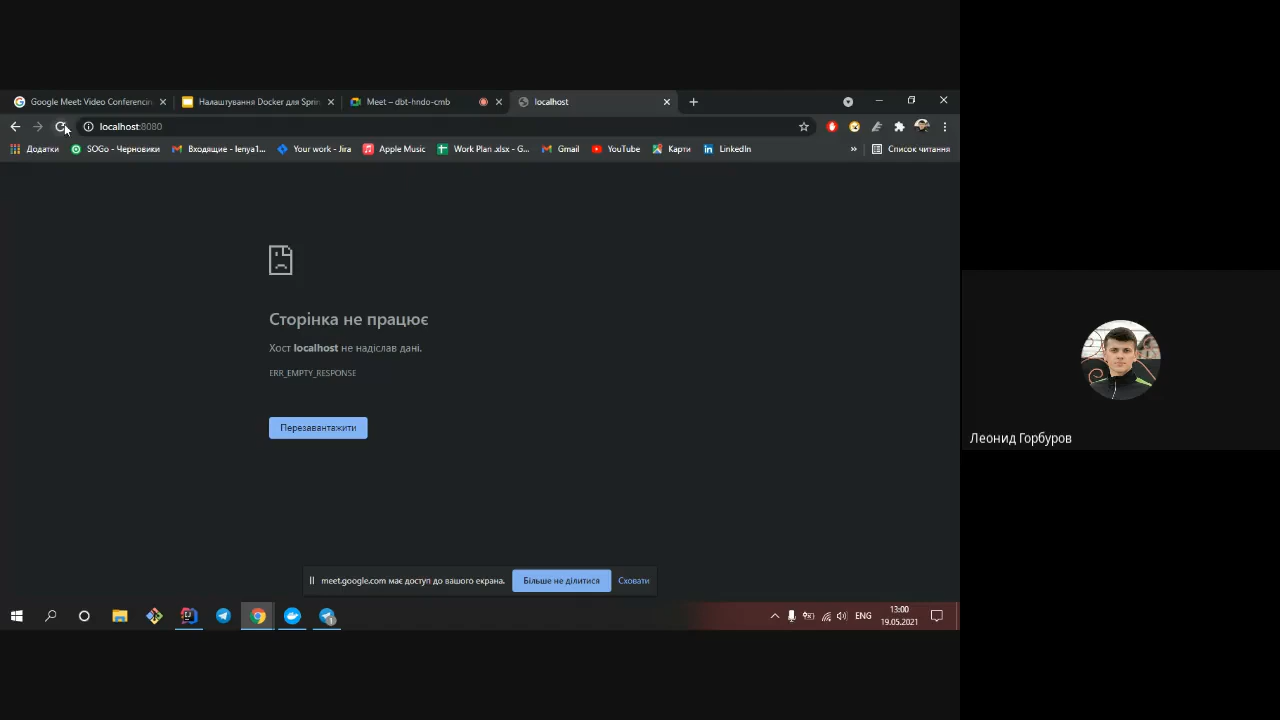 Google Meet: Video Conferencin
Налаштування Docker для Sprin
Meet – dbt-hndo-cmb
localhost
localhost:8080
Додатки
SOGo - Черновики
Входящие - lenya1...
Your work - Jira
Apple Music
Work Plan .xlsx - G...
Gmail
YouTube
Карти
LinkedIn
»
Список читання
Сторінка не працює
Хост localhost не надіслав дані.
ERR_EMPTY_RESPONSE
Перезавантажити
Леонид Горбуров
meet.google.com має доступ до вашого екрана.
Більше не ділитися
Сховати
1
ENG
13:00
19.05.2021